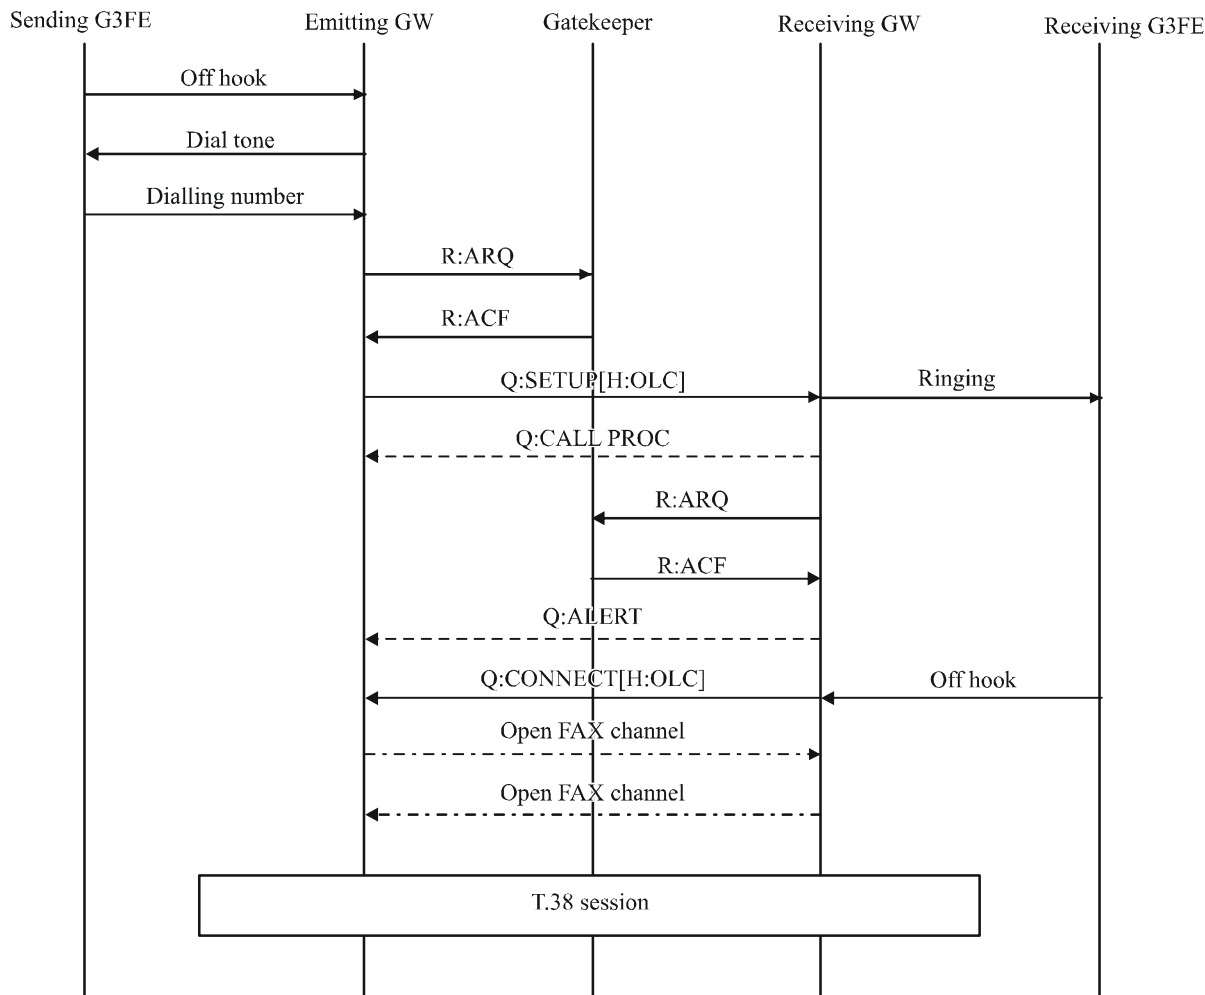 Sending G3FE
Emitting GW
Gatekeeper
Receiving GW
Receiving G3FE
Off hook
Dial tone
Dialling number
R:ARQ
R:ACF
Q:SETUP[H:OLC]
Ringing
Q:CALL PROC
R:ARQ
R:ACF
Q:ALERT
Q:CONNECT[H:OLC]
Off hook
Open FAX channel
Open FAX channel
T.38 session